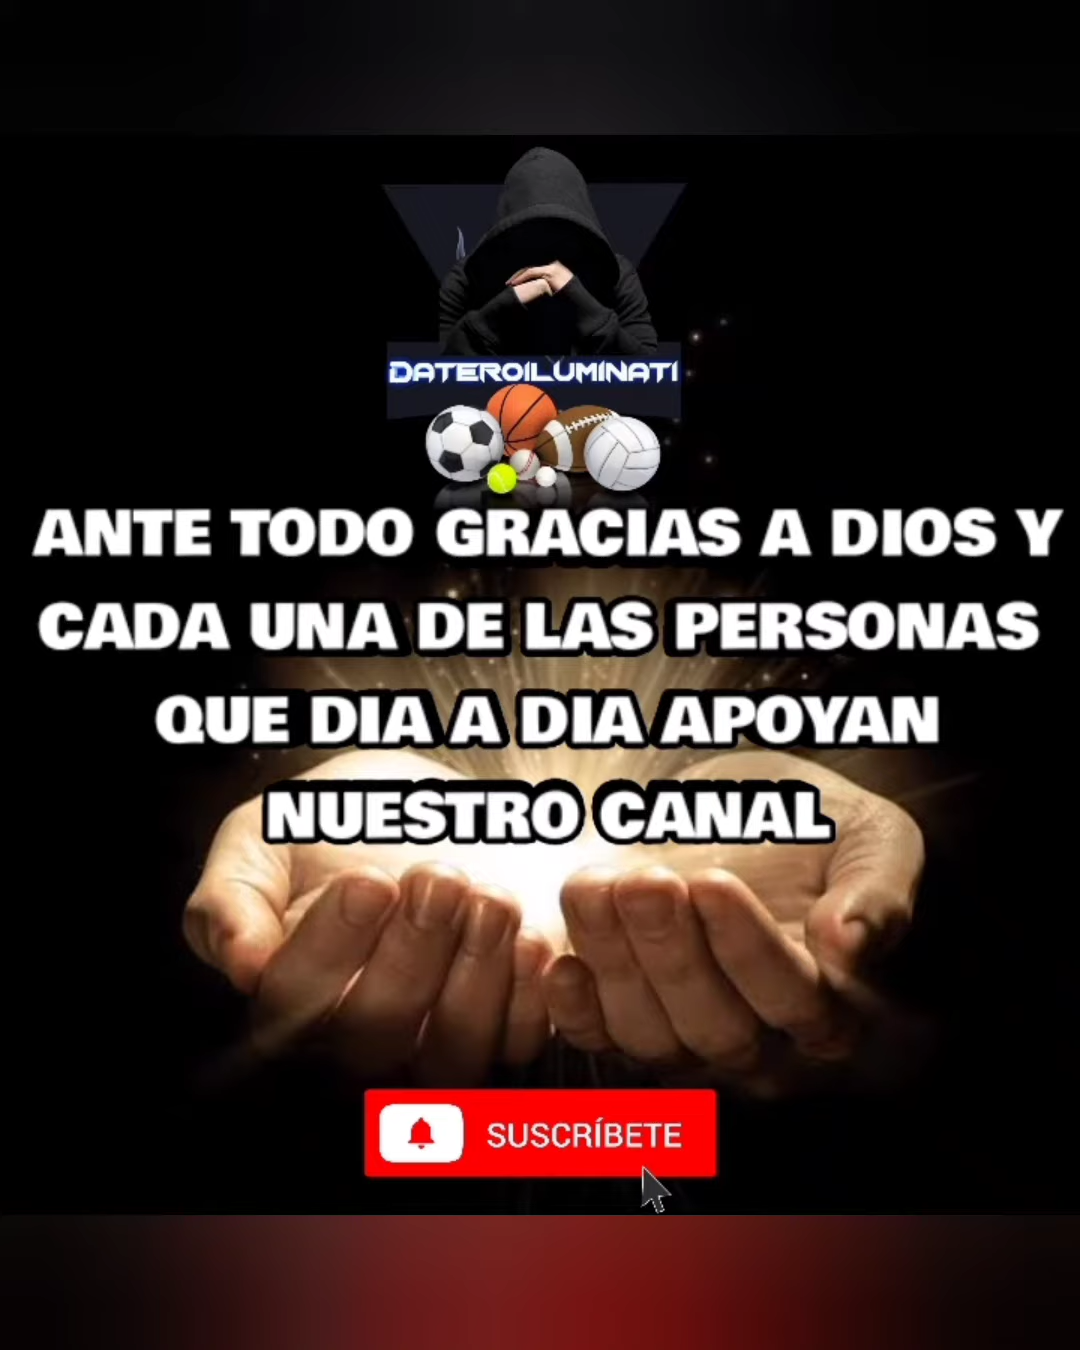 DATEROILUMINATI
ANTE TODO GRACIAS A DIOS Y
CADA UNA DE LAS PERSONAS
QUE DIA A DIA APOYAN
NUESTRO CANAL
SUSCRÍBETE